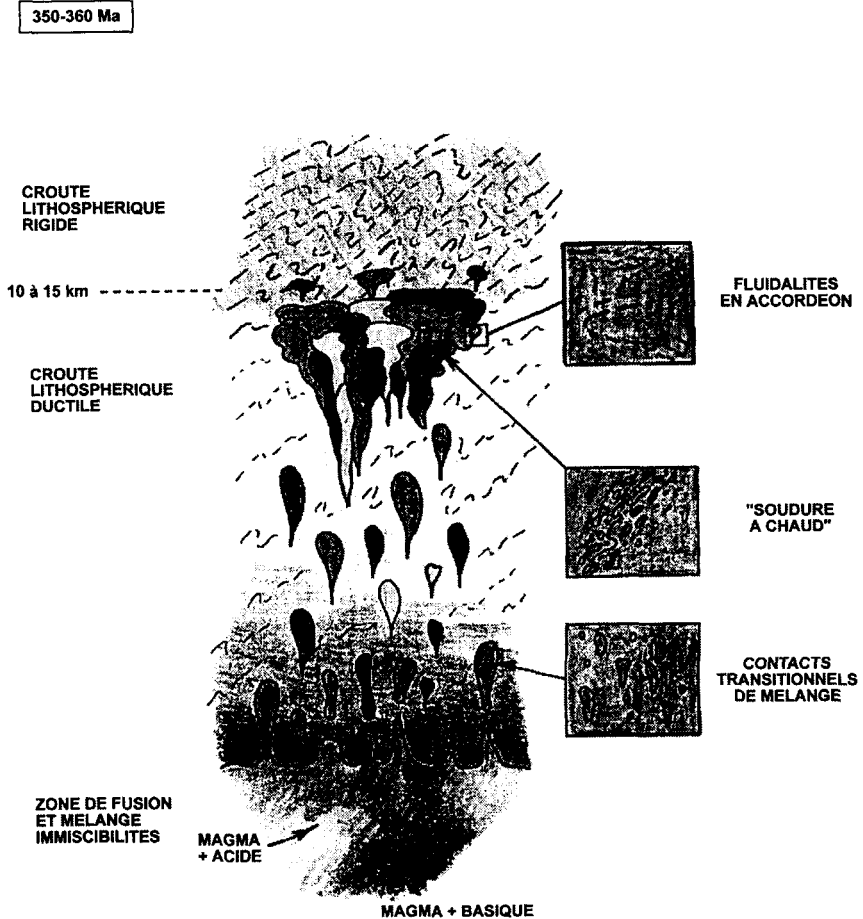 350-360 Ma
CROUTE
LITHOSPHERIQUE
RIGIDE
10 à 15 km
FLUIDALITES
EN ACCORDEON
CROUTE
LITHOSPHERIQUE
DUCTILE
"SOUDURE
A CHAUD"
CONTACTS
TRANSITIONNELS
DE MELANGE
ZONE DE FUSION
ET MELANGE
IMMISCIBILITES
MAGMA
+ ACIDE
MAGMA + BASIQUE